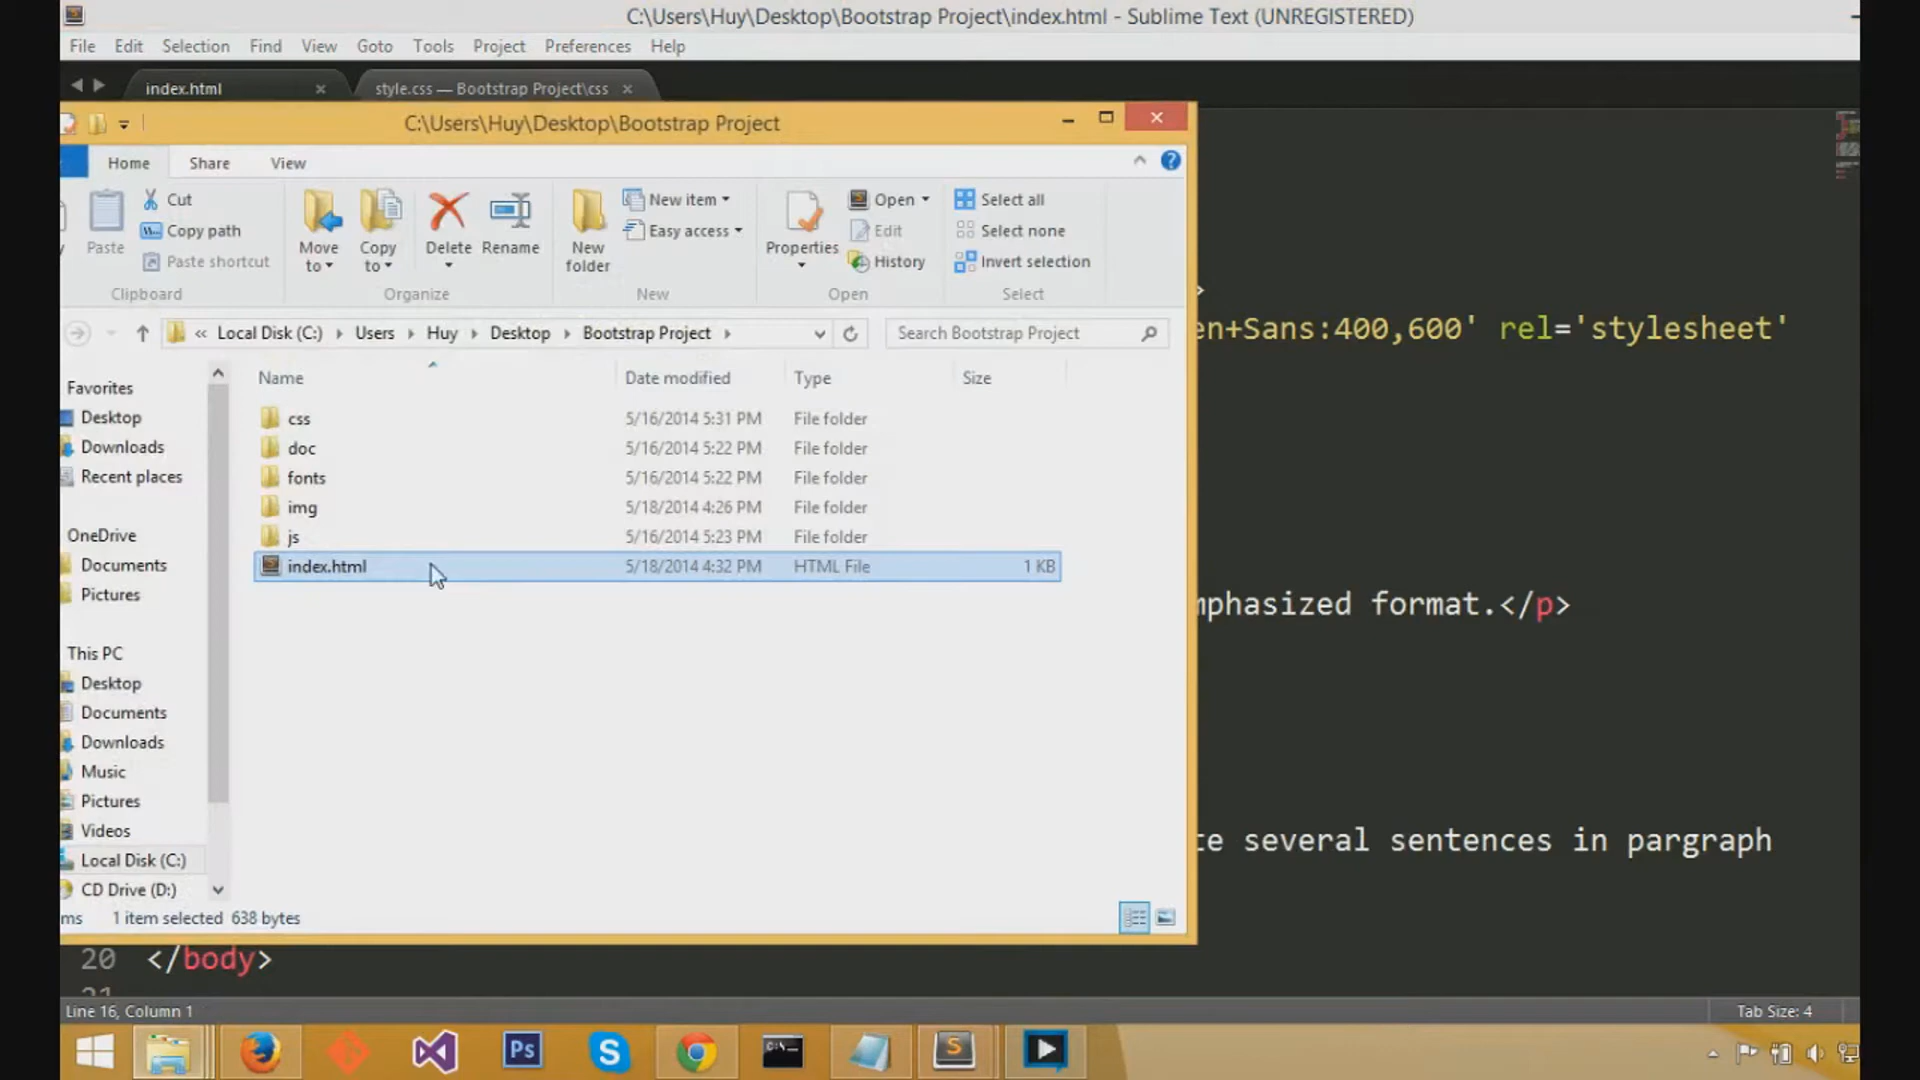 C:\Users\Huy\Desktop\Bootstrap Project\index.html - Sublime Text (UNREGISTERED)
File Edit Selection Find View Goto Tools Project Preferences Help
index.html × style.css — Bootstrap Project\css ×
C:\Users\Huy\Desktop\Bootstrap Project
Home Share View
Cut
Copy path
Paste shortcut
Paste
Clipboard
Move to
Copy to
Delete
Rename
Organize
New folder
New item
Easy access
New
Properties
Open
Edit
History
Open
Select all
Select none
Invert selection
Select
« Local Disk (C:) Users Huy Desktop Bootstrap Project
Search Bootstrap Project
Name Date modified Type Size
css 5/16/2014 5:31 PM File folder
doc 5/16/2014 5:22 PM File folder
fonts 5/16/2014 5:22 PM File folder
img 5/18/2014 4:26 PM File folder
js 5/16/2014 5:23 PM File folder
index.html 5/18/2014 4:32 PM HTML File 1 KB
Favorites
Desktop
Downloads
Recent places
OneDrive
Documents
Pictures
This PC
Desktop
Documents
Downloads
Music
Pictures
Videos
Local Disk (C:)
CD Drive (D:)
ms 1 item selected 638 bytes
>
en+Sans:400,600' rel='stylesheet'
mphasized format.</p>
te several sentences in pargraph
20 </body>
Line 16, Column 1
Tab Size: 4
Ps